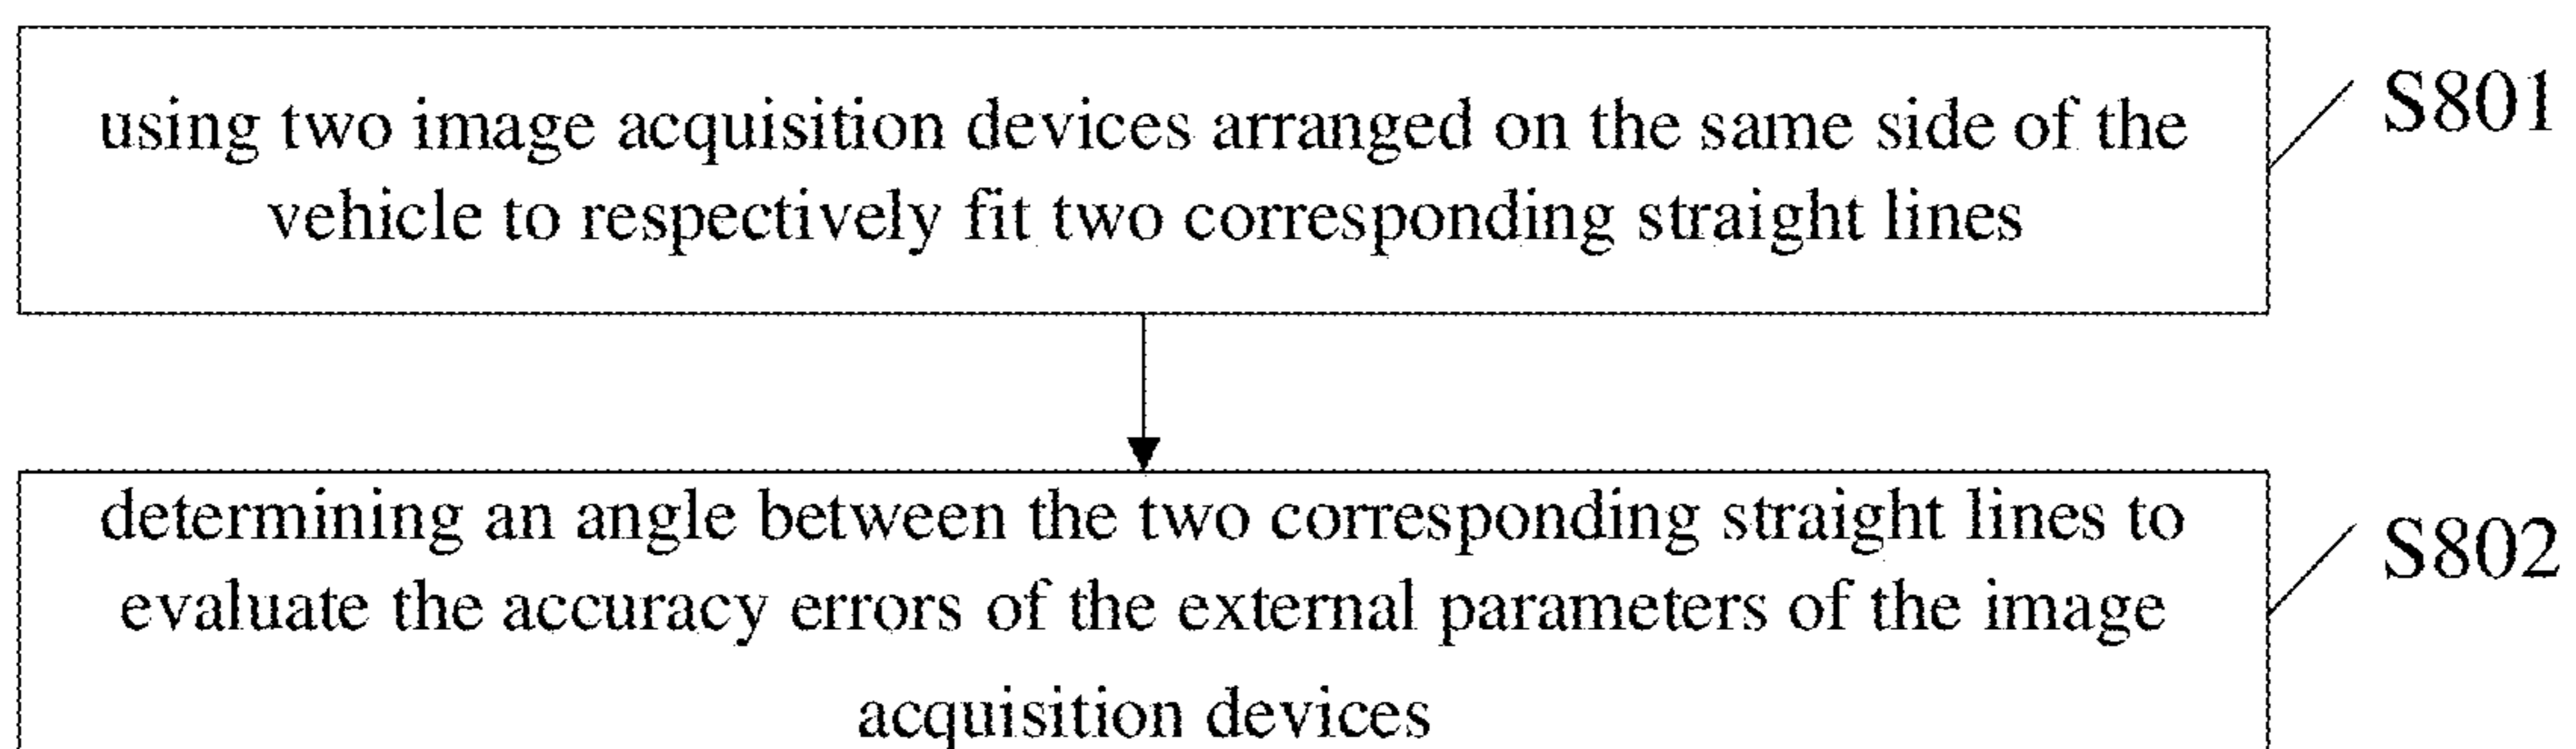 using two image acquisition devices arranged on the same side of the
vehicle to respectively fit two corresponding straight lines
S801
determining an angle between the two corresponding straight lines to
evaluate the accuracy errors of the external parameters of the image
acquisition devices
S802